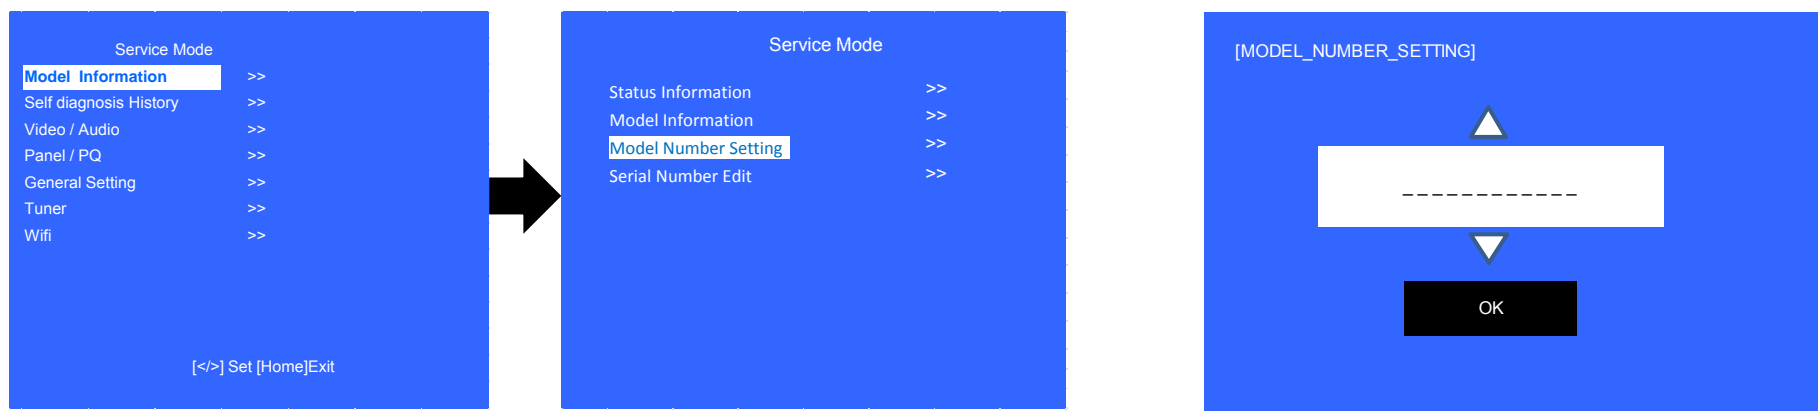 Service Mode
Model Information >>
Self diagnosis History >>
Video / Audio >>
Panel / PQ >>
General Setting >>
Tuner >>
Wifi >>
[</>] Set [Home]Exit
Service Mode
Status Information >>
Model Information >>
Model Number Setting >>
Serial Number Edit >>
[MODEL_NUMBER_SETTING]
____________
OK